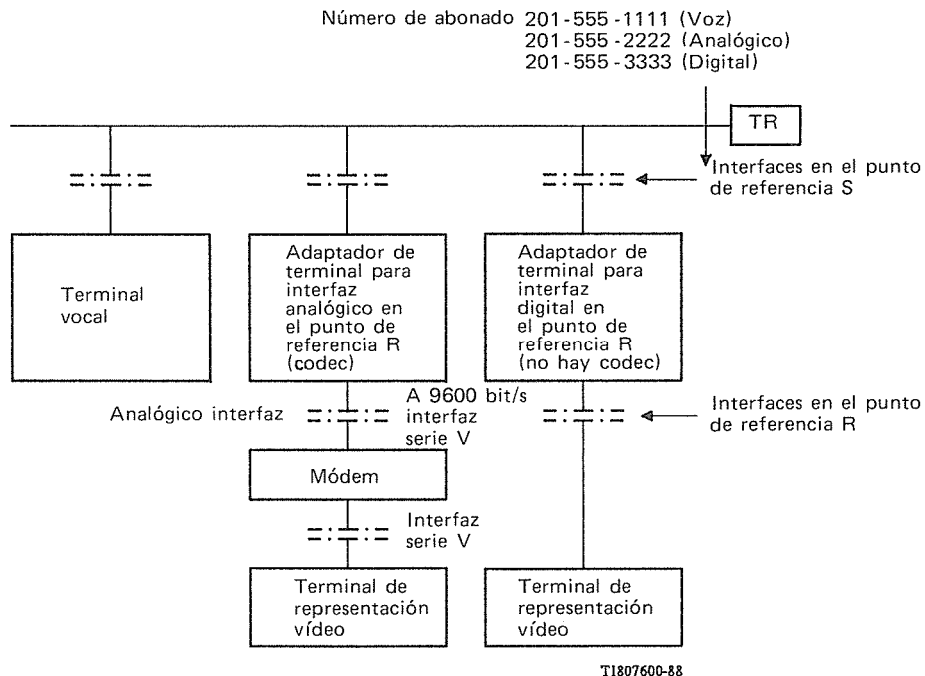 Número de abonado 201-555-1111 (Voz)
201-555-2222 (Analógico)
201-555-3333 (Digital)
TR
Interfaces en el punto
de referencia S
Terminal
vocal
Adaptador de
terminal para
interfaz
analógico en
el punto de
referencia R
(codec)
Adaptador de
terminal para
interfaz
digital en
el punto de
referencia R
(no hay codec)
Analógico interfaz
A 9600 bit/s
interfaz
serie V
Interfaces en el punto
de referencia R
Módem
Interfaz
serie V
Terminal de
representación
vídeo
Terminal de
representación
vídeo
T1807600-88